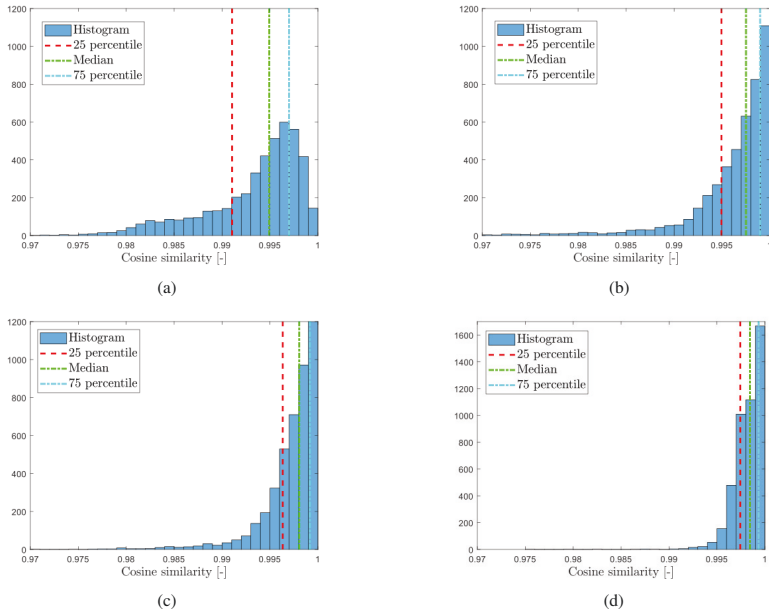 1200
1000
800
600
400
200
0
Histogram
25 percentile
Median
75 percentile
0.97 0.975 0.98 0.985 0.99 0.995 1
Cosine similarity [-]
(a)
1200
1000
800
600
400
200
0
Histogram
25 percentile
Median
75 percentile
0.97 0.975 0.98 0.985 0.99 0.995 1
Cosine similarity [-]
(b)
1200
1000
800
600
400
200
0
Histogram
25 percentile
Median
75 percentile
0.97 0.975 0.98 0.985 0.99 0.995 1
Cosine similarity [-]
(c)
1600
1400
1200
1000
800
600
400
200
0
Histogram
25 percentile
Median
75 percentile
0.97 0.975 0.98 0.985 0.99 0.995 1
Cosine similarity [-]
(d)